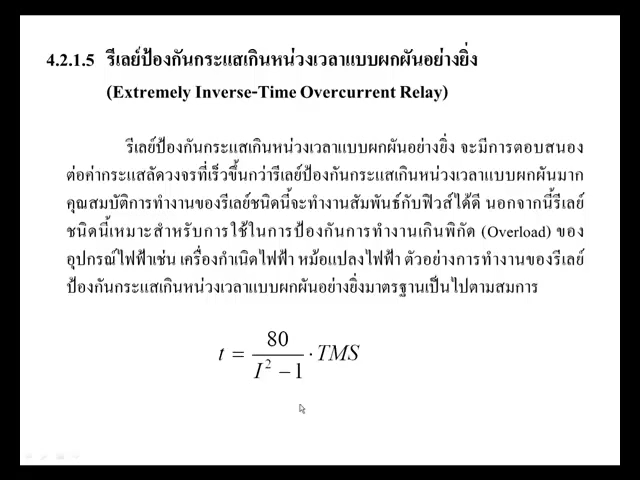 4.2.1.5 รีเลย์ป้องกันกระแสเกินหน่วงเวลาแบบผกผันอย่างยิ่ง
(Extremely Inverse-Time Overcurrent Relay)
รีเลย์ป้องกันกระแสเกินหน่วงเวลาแบบผกผันอย่างยิ่ง จะมีการตอบสนอง
ต่อค่ากระแสลัดวงจรที่เร็วขึ้นกว่ารีเลย์ป้องกันกระแสเกินหน่วงเวลาแบบผกผันมาก
คุณสมบัติการทำงานของรีเลย์ชนิดนี้จะทำงานสัมพันธ์กับฟิวส์ได้ดี นอกจากนี้รีเลย์
ชนิดนี้เหมาะสำหรับการใช้ในการป้องกันการทำงานเกินพิกัด (Overload) ของ
อุปกรณ์ไฟฟ้าเช่น เครื่องกำเนิดไฟฟ้า หม้อแปลงไฟฟ้า ตัวอย่างการทำงานของรีเลย์
ป้องกันกระแสเกินหน่วงเวลาแบบผกผันอย่างยิ่งมาตรฐานเป็นไปตามสมการ
t = 80 / (I² − 1) · TMS